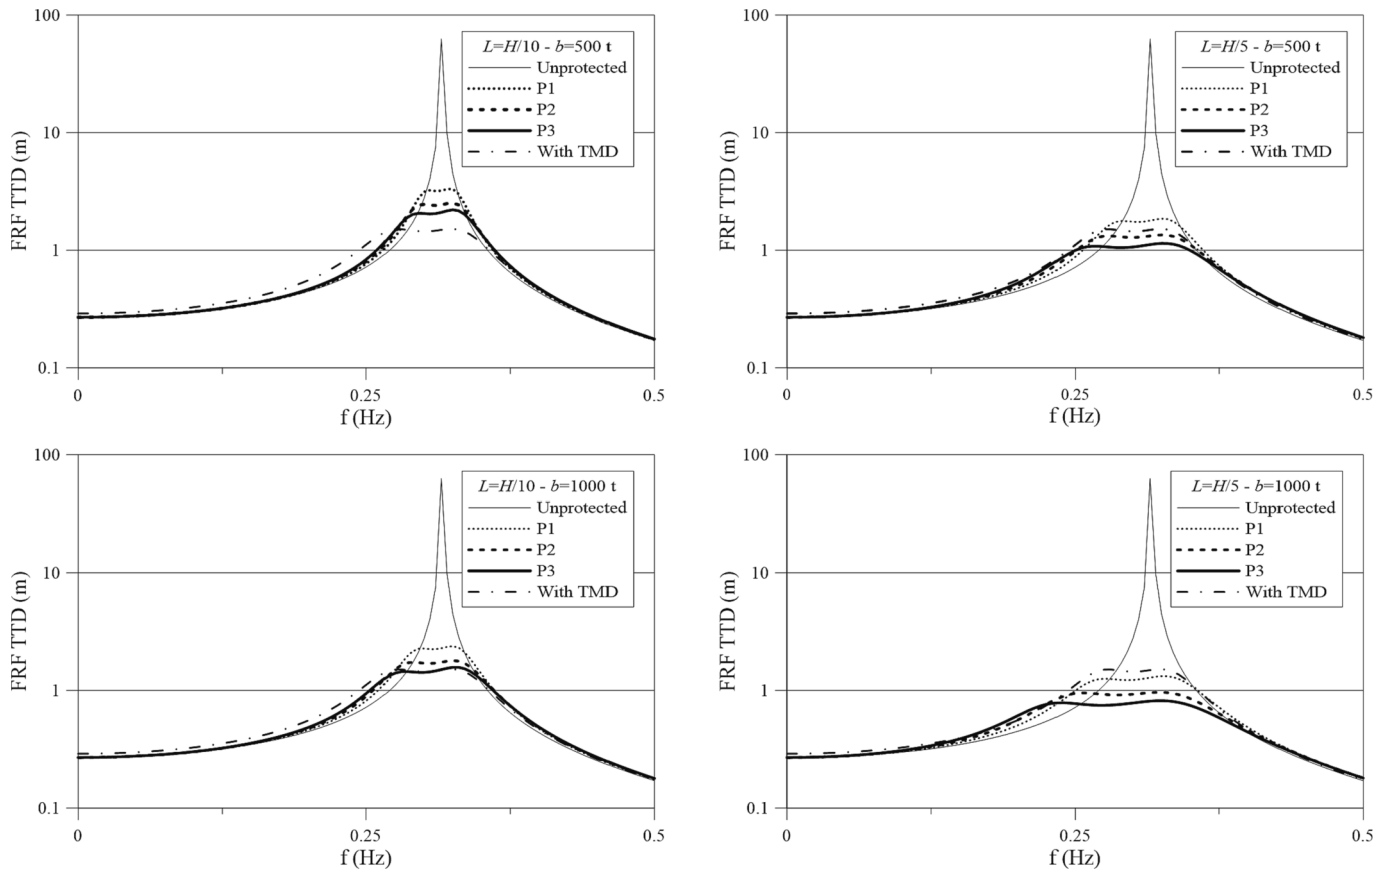 100
10
1
0.1
FRF TTD (m)
L=H/10 - b=500 t
Unprotected
P1
P2
P3
With TMD
0
0.25
0.5
f (Hz)
100
10
1
0.1
FRF TTD (m)
L=H/5 - b=500 t
Unprotected
P1
P2
P3
With TMD
0
0.25
0.5
f (Hz)
100
10
1
0.1
FRF TTD (m)
L=H/10 - b=1000 t
Unprotected
P1
P2
P3
With TMD
0
0.25
0.5
f (Hz)
100
10
1
0.1
FRF TTD (m)
L=H/5 - b=1000 t
Unprotected
P1
P2
P3
With TMD
0
0.25
0.5
f (Hz)